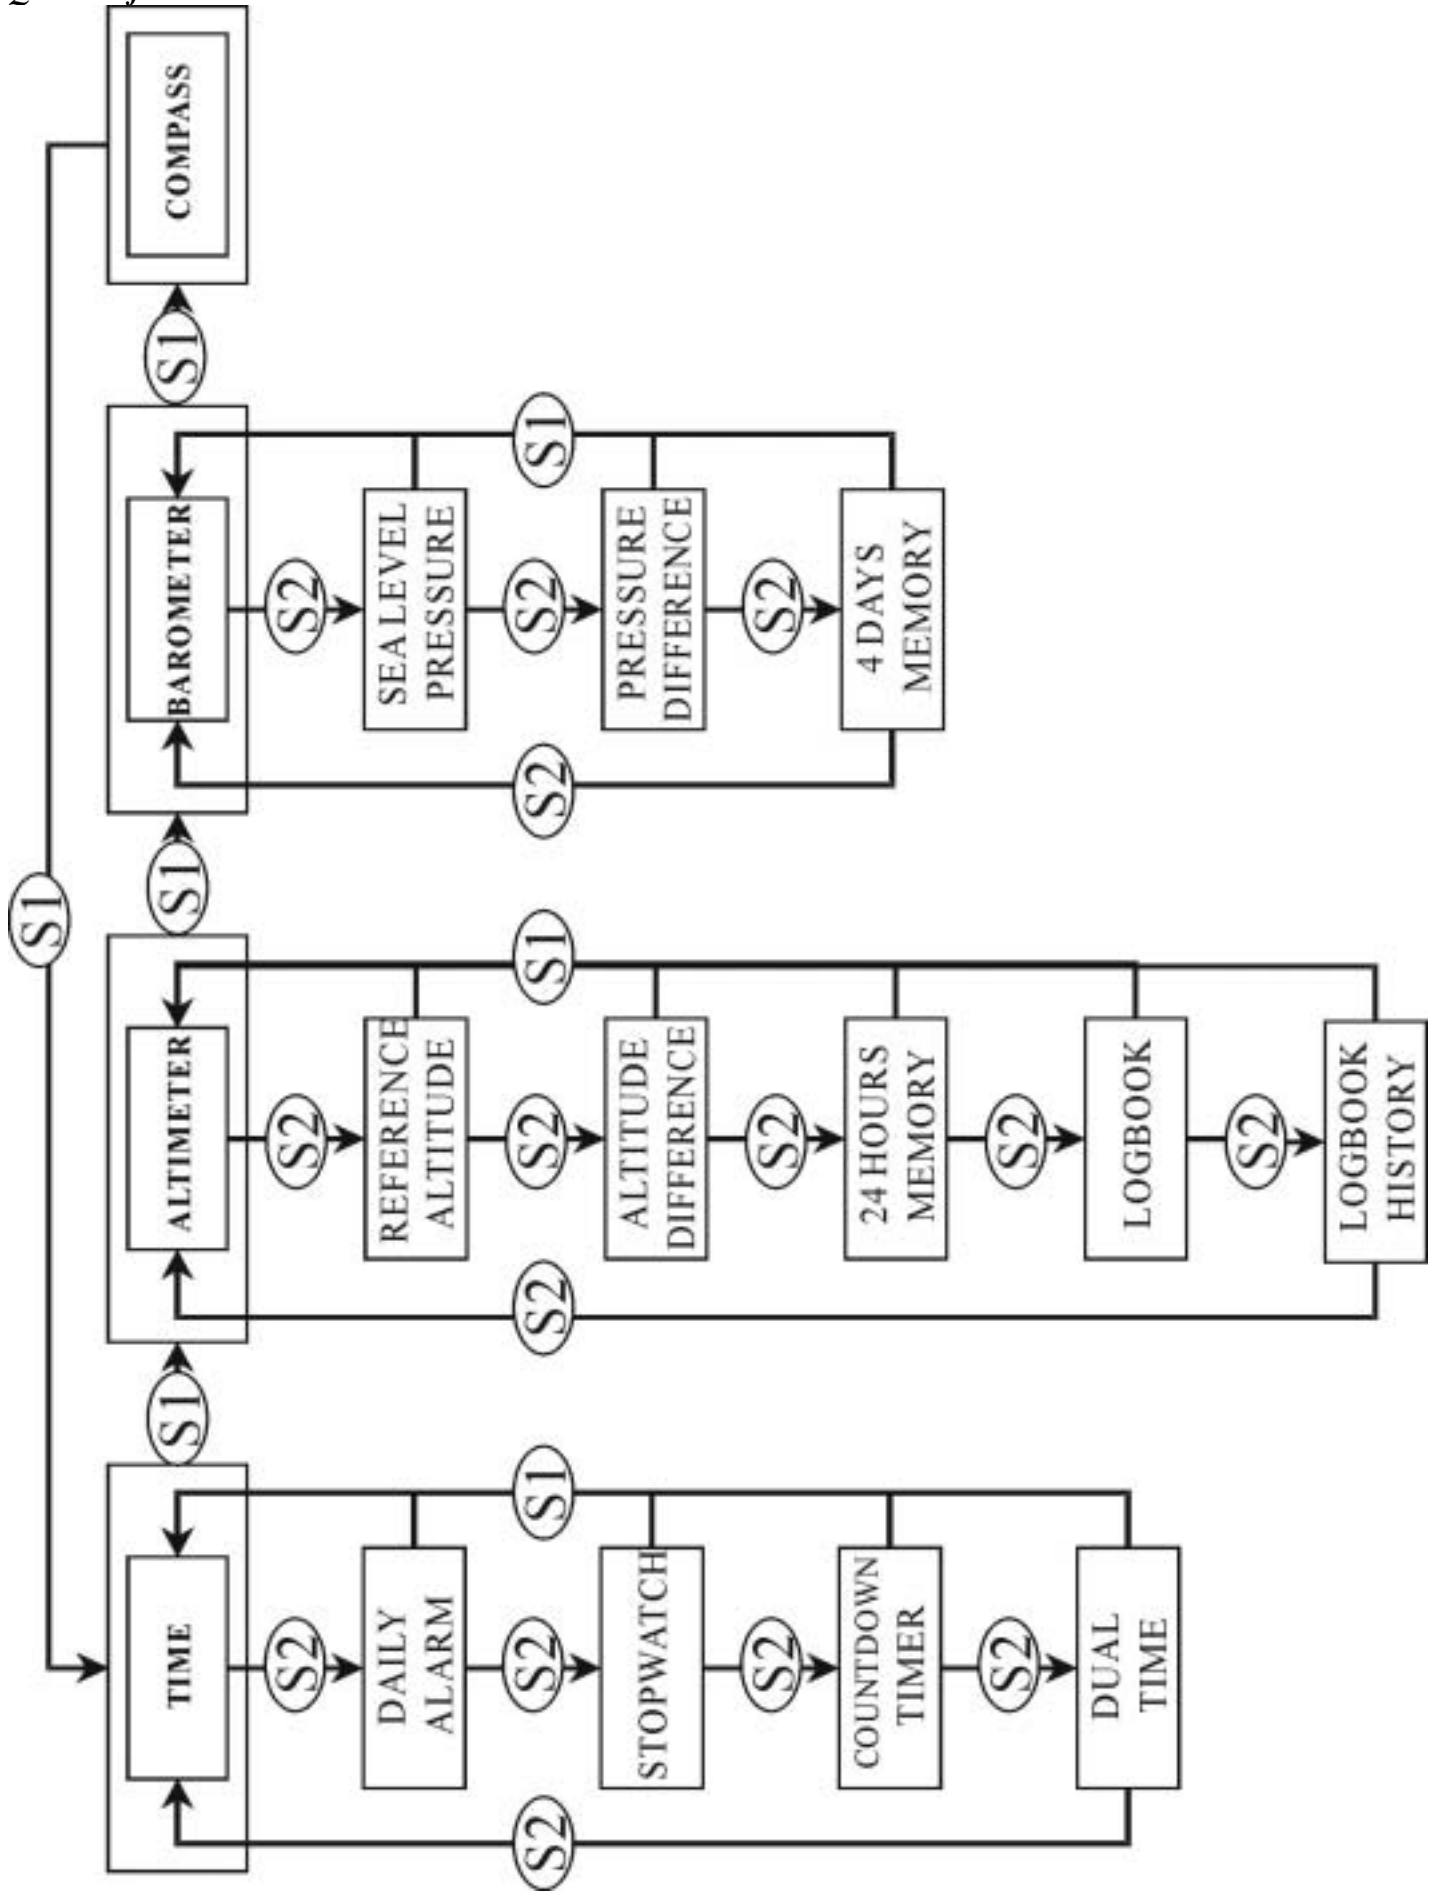 S1
TIME
S1
ALTIMETER
S1
BAROMETER
S1
COMPASS
S2
S2
S2
DAILY
ALARM
REFERENCE
ALTITUDE
SEA LEVEL
PRESSURE
S2
S1
S2
S1
S2
S1
S2
S2
S2
STOPWATCH
ALTITUDE
DIFFERENCE
PRESSURE
DIFFERENCE
S2
S2
S2
COUNTDOWN
TIMER
24 HOURS
MEMORY
4 DAYS
MEMORY
S2
S2
DUAL
TIME
LOGBOOK
S2
LOGBOOK
HISTORY